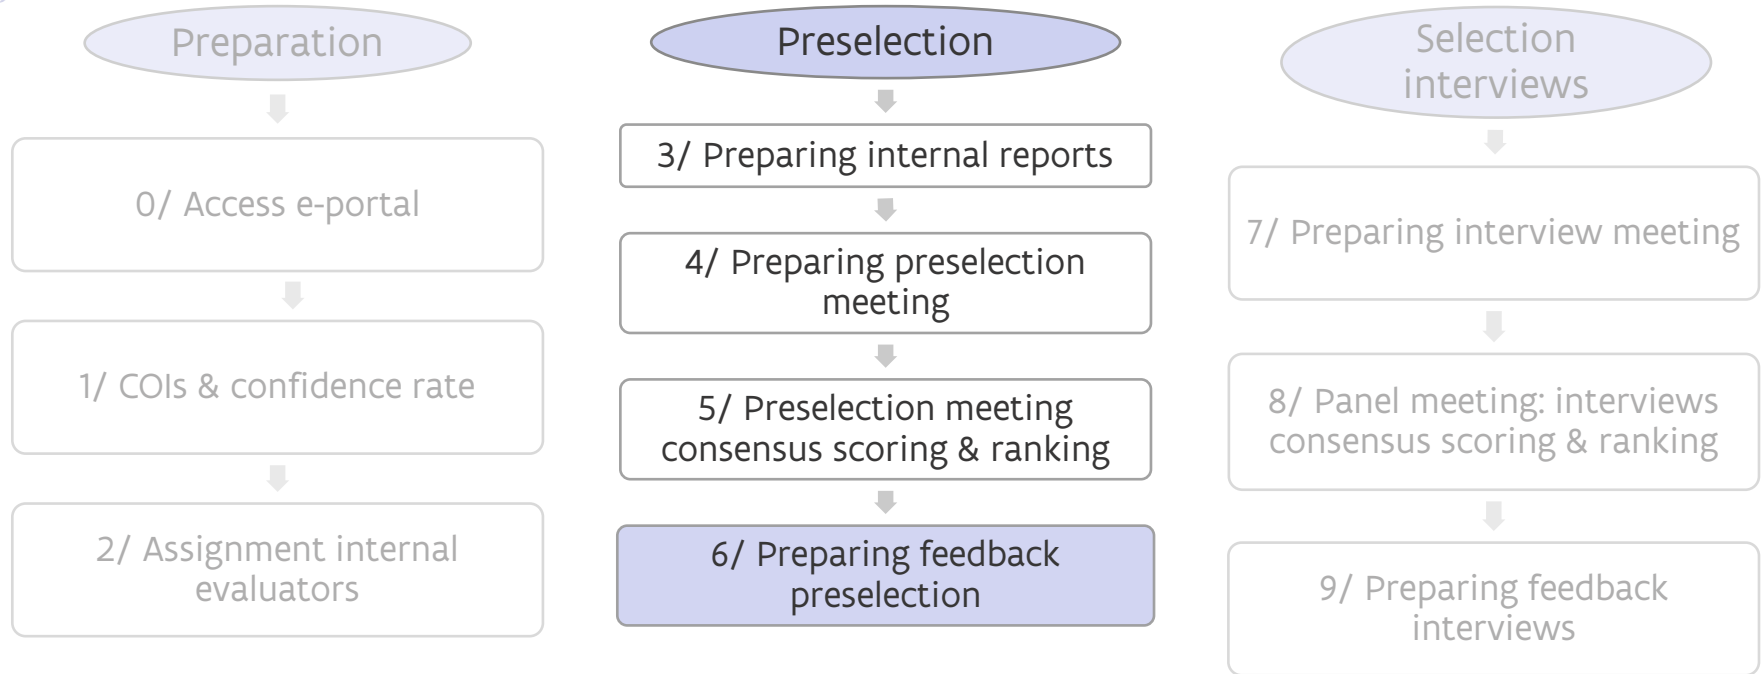 Preparation
0/ Access e-portal
1/ COIs & confidence rate
2/ Assignment internal
evaluators
Preselection
3/ Preparing internal reports
4/ Preparing preselection
meeting
5/ Preselection meeting
consensus scoring & ranking
6/ Preparing feedback
preselection
Selection
interviews
7/ Preparing interview meeting
8/ Panel meeting: interviews
consensus scoring & ranking
9/ Preparing feedback
interviews